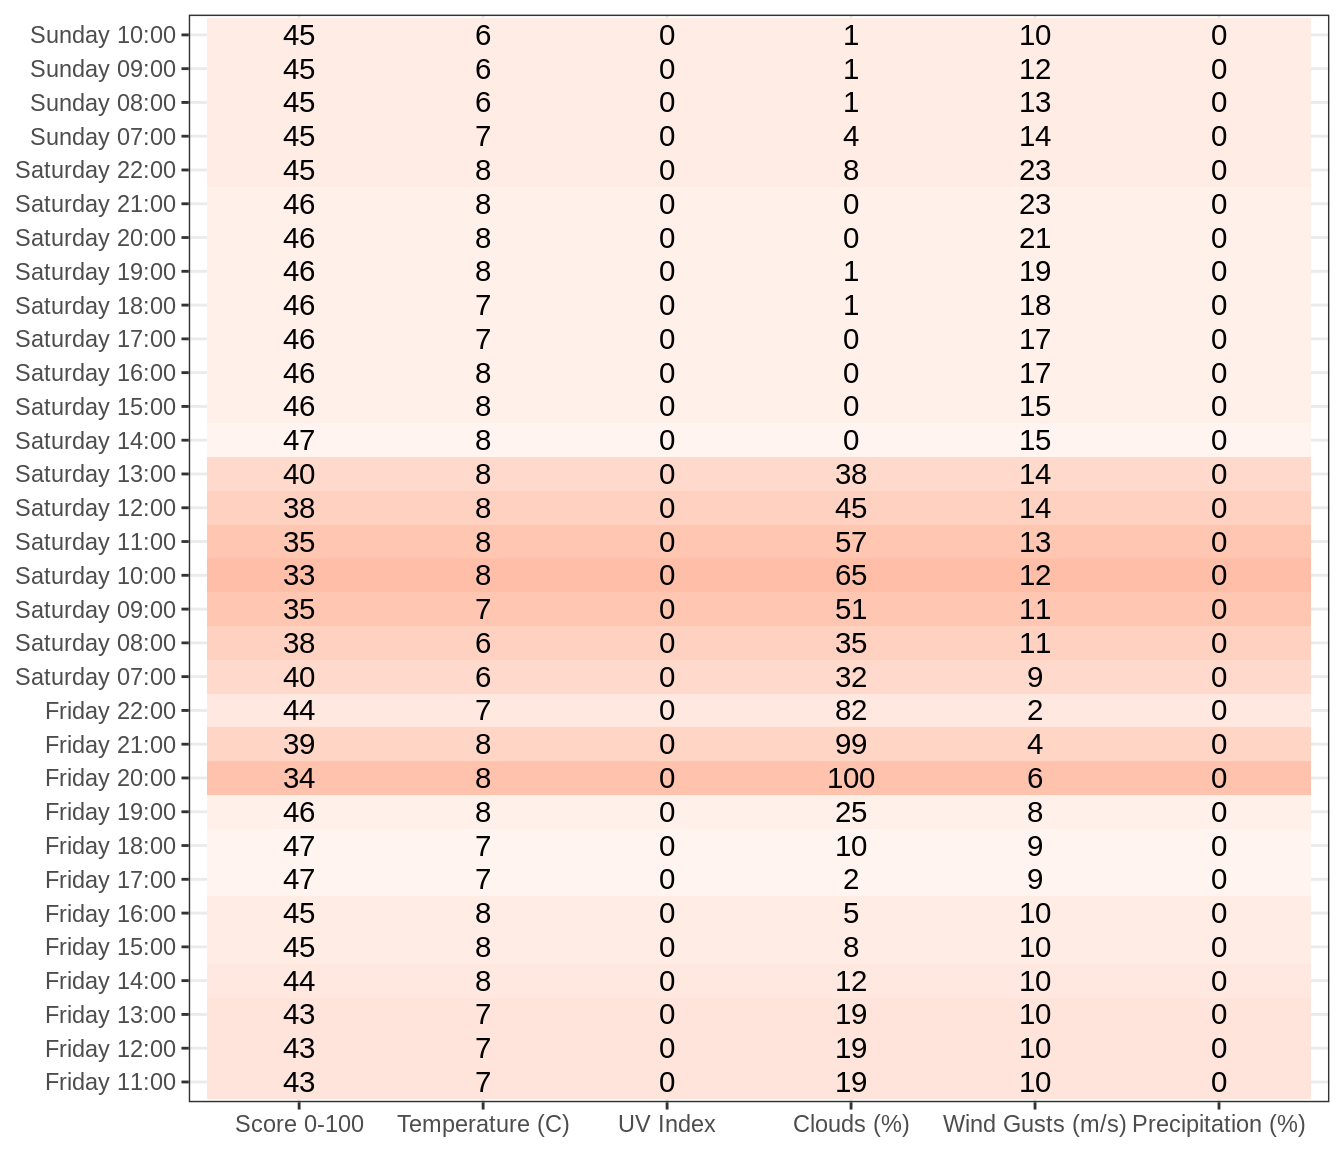 Sunday 10:00 45 6 0 1 10 0
Sunday 09:00 45 6 0 1 12 0
Sunday 08:00 45 6 0 1 13 0
Sunday 07:00 45 7 0 4 14 0
Saturday 22:00 45 8 0 8 23 0
Saturday 21:00 46 8 0 0 23 0
Saturday 20:00 46 8 0 0 21 0
Saturday 19:00 46 8 0 1 19 0
Saturday 18:00 46 7 0 1 18 0
Saturday 17:00 46 7 0 0 17 0
Saturday 16:00 46 8 0 0 17 0
Saturday 15:00 46 8 0 0 15 0
Saturday 14:00 47 8 0 0 15 0
Saturday 13:00 40 8 0 38 14 0
Saturday 12:00 38 8 0 45 14 0
Saturday 11:00 35 8 0 57 13 0
Saturday 10:00 33 8 0 65 12 0
Saturday 09:00 35 7 0 51 11 0
Saturday 08:00 38 6 0 35 11 0
Saturday 07:00 40 6 0 32 9 0
Friday 22:00 44 7 0 82 2 0
Friday 21:00 39 8 0 99 4 0
Friday 20:00 34 8 0 100 6 0
Friday 19:00 46 8 0 25 8 0
Friday 18:00 47 7 0 10 9 0
Friday 17:00 47 7 0 2 9 0
Friday 16:00 45 8 0 5 10 0
Friday 15:00 45 8 0 8 10 0
Friday 14:00 44 8 0 12 10 0
Friday 13:00 43 7 0 19 10 0
Friday 12:00 43 7 0 19 10 0
Friday 11:00 43 7 0 19 10 0
Score 0-100 Temperature (C) UV Index Clouds (%) Wind Gusts (m/s) Precipitation (%)